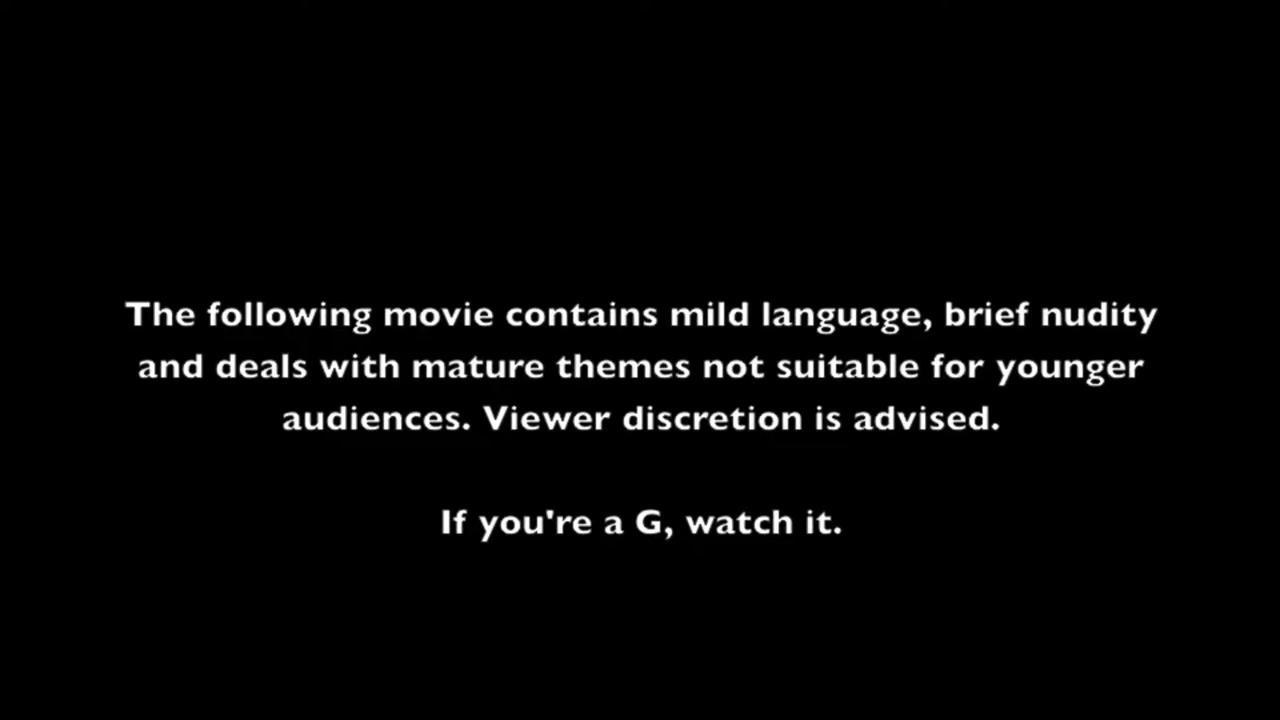 The following movie contains mild language, brief nudity
and deals with mature themes not suitable for younger
audiences. Viewer discretion is advised.
If you're a G, watch it.